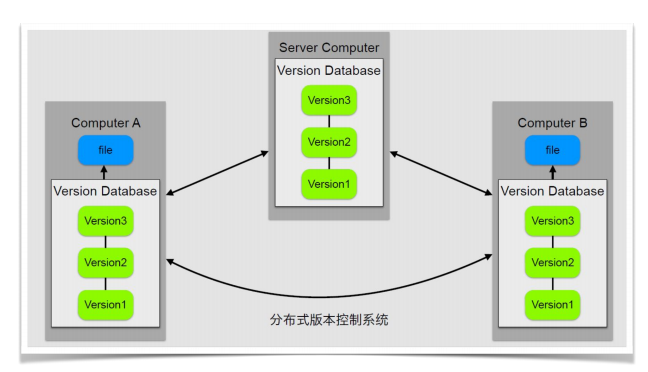 Server Computer
Version Database
Version3
Version2
Version1
Computer A
file
Version Database
Version3
Version2
Version1
Computer B
file
Version Database
Version3
Version2
Version1
分布式版本控制系统